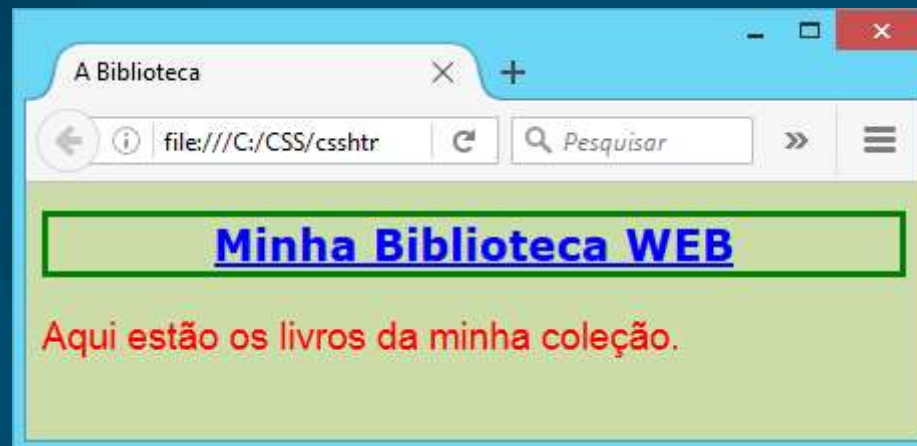 A Biblioteca
file:///C:/CSS/csshtr
Pesquisar
Minha Biblioteca WEB
Aqui estão os livros da minha coleção.